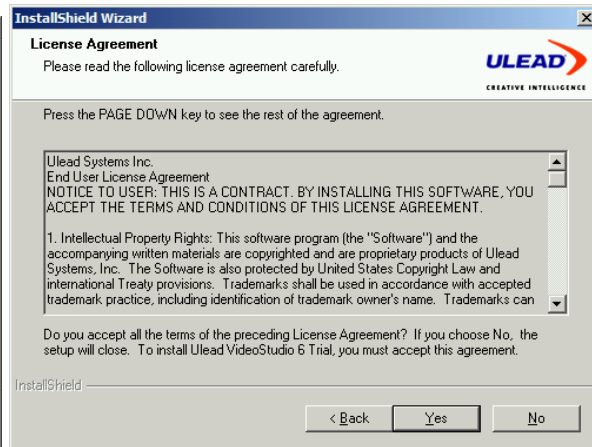 InstallShield Wizard
License Agreement
Please read the following license agreement carefully.
ULEAD
CREATIVE INTELLIGENCE
Press the PAGE DOWN key to see the rest of the agreement.
Ulead Systems Inc.
End User License Agreement
NOTICE TO USER: THIS IS A CONTRACT. BY INSTALLING THIS SOFTWARE, YOU
ACCEPT THE TERMS AND CONDITIONS OF THIS LICENSE AGREEMENT.
1. Intellectual Property Rights: This software program (the "Software") and the
accompanying written materials are copyrighted and are proprietary products of Ulead
Systems, Inc. The Software is also protected by United States Copyright Law and
international Treaty provisions. Trademarks shall be used in accordance with accepted
trademark practice, including identification of trademark owner's name. Trademarks can
Do you accept all the terms of the preceding License Agreement? If you choose No, the
setup will close. To install Ulead VideoStudio 6 Trial, you must accept this agreement.
InstallShield
< Back
Yes
No